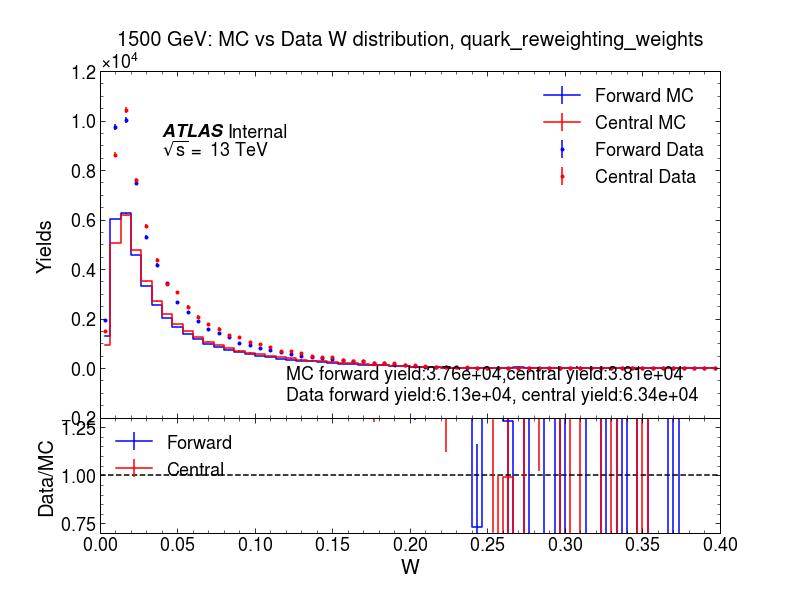 1500 GeV: MC vs Data W distribution, quark_reweighting_weights
×10⁴
1.2
1.0
0.8
0.6
0.4
0.2
0.0
0.2
Yields
ATLAS Internal
√s = 13 TeV
Forward MC
Central MC
Forward Data
Central Data
MC forward yield:3.76e+04,central yield:3.81e+04
Data forward yield:6.13e+04, central yield:6.34e+04
1.25
1.00
0.75
Data/MC
Forward
Central
0.00 0.05 0.10 0.15 0.20 0.25 0.30 0.35 0.40
W